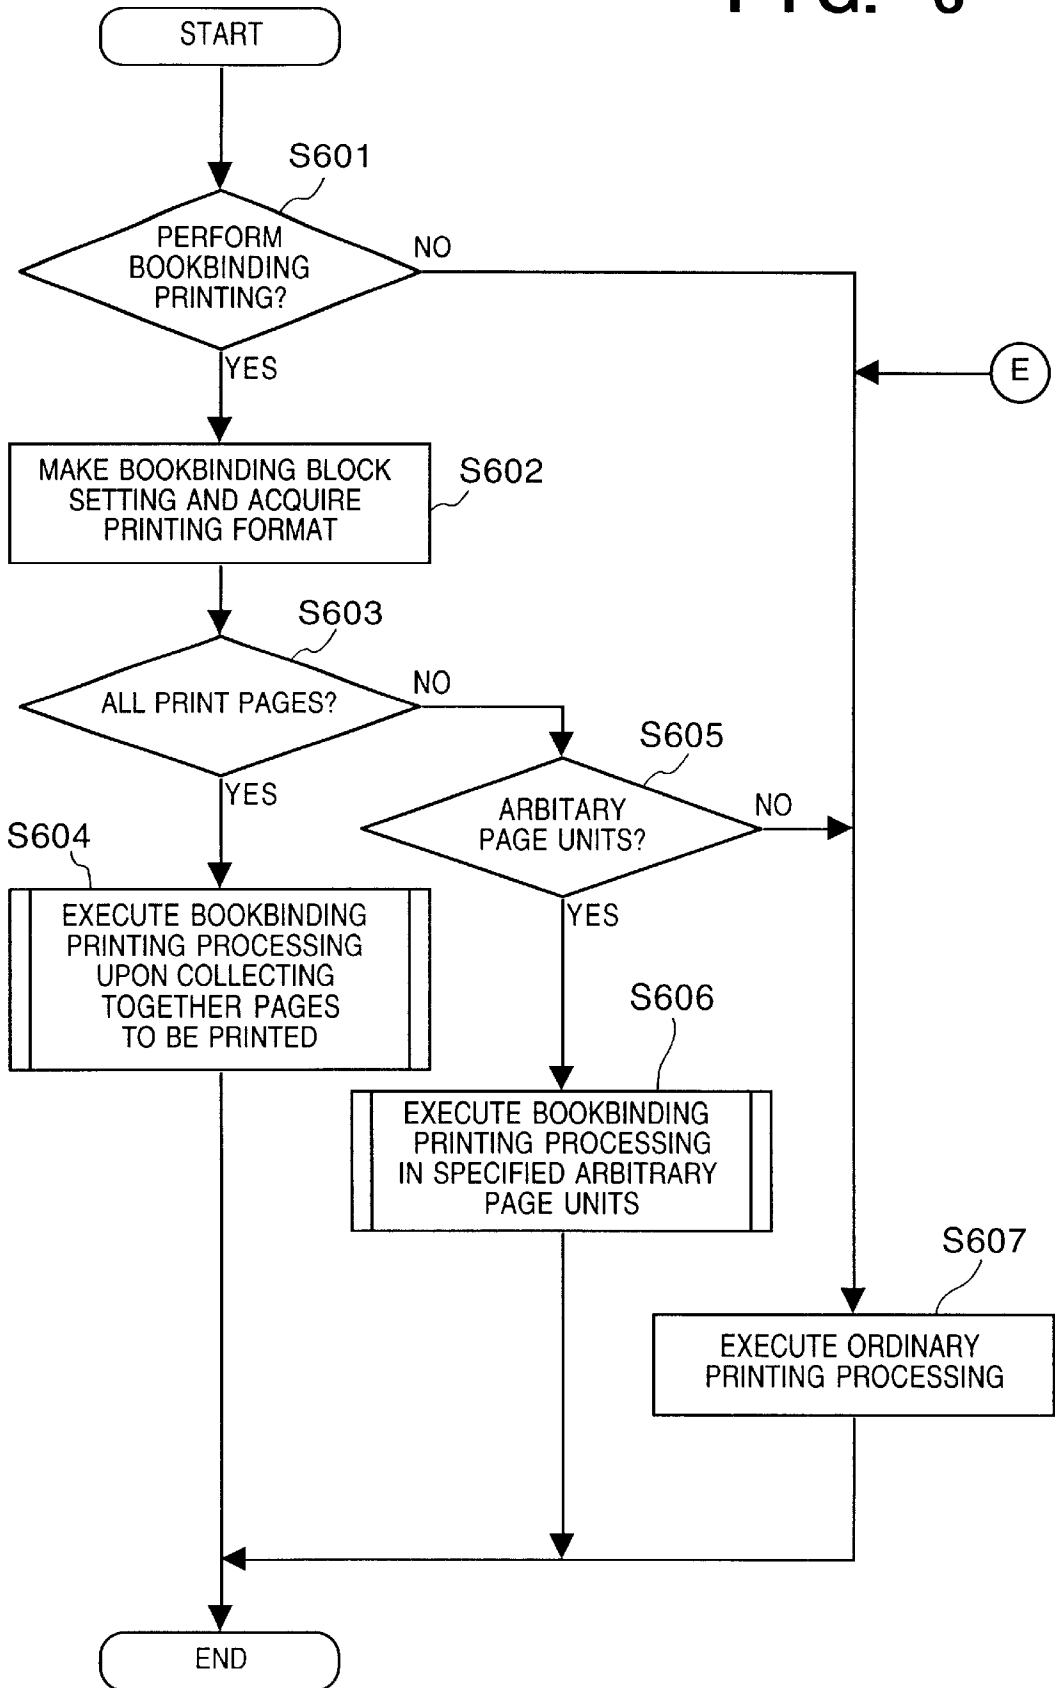 FIG. 6
START
S601
PERFORM
BOOKBINDING
PRINTING?
NO
YES
E
MAKE BOOKBINDING BLOCK
SETTING AND ACQUIRE
PRINTING FORMAT
S602
S603
ALL PRINT PAGES?
NO
YES
S605
ARBITARY
PAGE UNITS?
NO
YES
S604
EXECUTE BOOKBINDING
PRINTING PROCESSING
UPON COLLECTING
TOGETHER PAGES
TO BE PRINTED
S606
EXECUTE BOOKBINDING
PRINTING PROCESSING
IN SPECIFIED ARBITRARY
PAGE UNITS
S607
EXECUTE ORDINARY
PRINTING PROCESSING
END